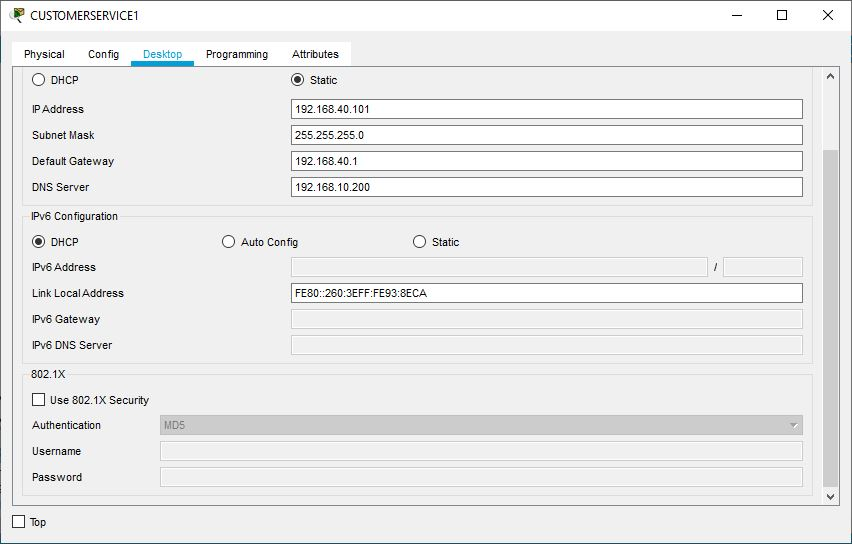 CUSTOMERSERVICE1
Physical Config Desktop Programming Attributes
DHCP Static
IP Address 192.168.40.101
Subnet Mask 255.255.255.0
Default Gateway 192.168.40.1
DNS Server 192.168.10.200
IPv6 Configuration
DHCP Auto Config Static
IPv6 Address /
Link Local Address FE80::260:3EFF:FE93:8ECA
IPv6 Gateway
IPv6 DNS Server
802.1X
Use 802.1X Security
Authentication MD5
Username
Password
Top